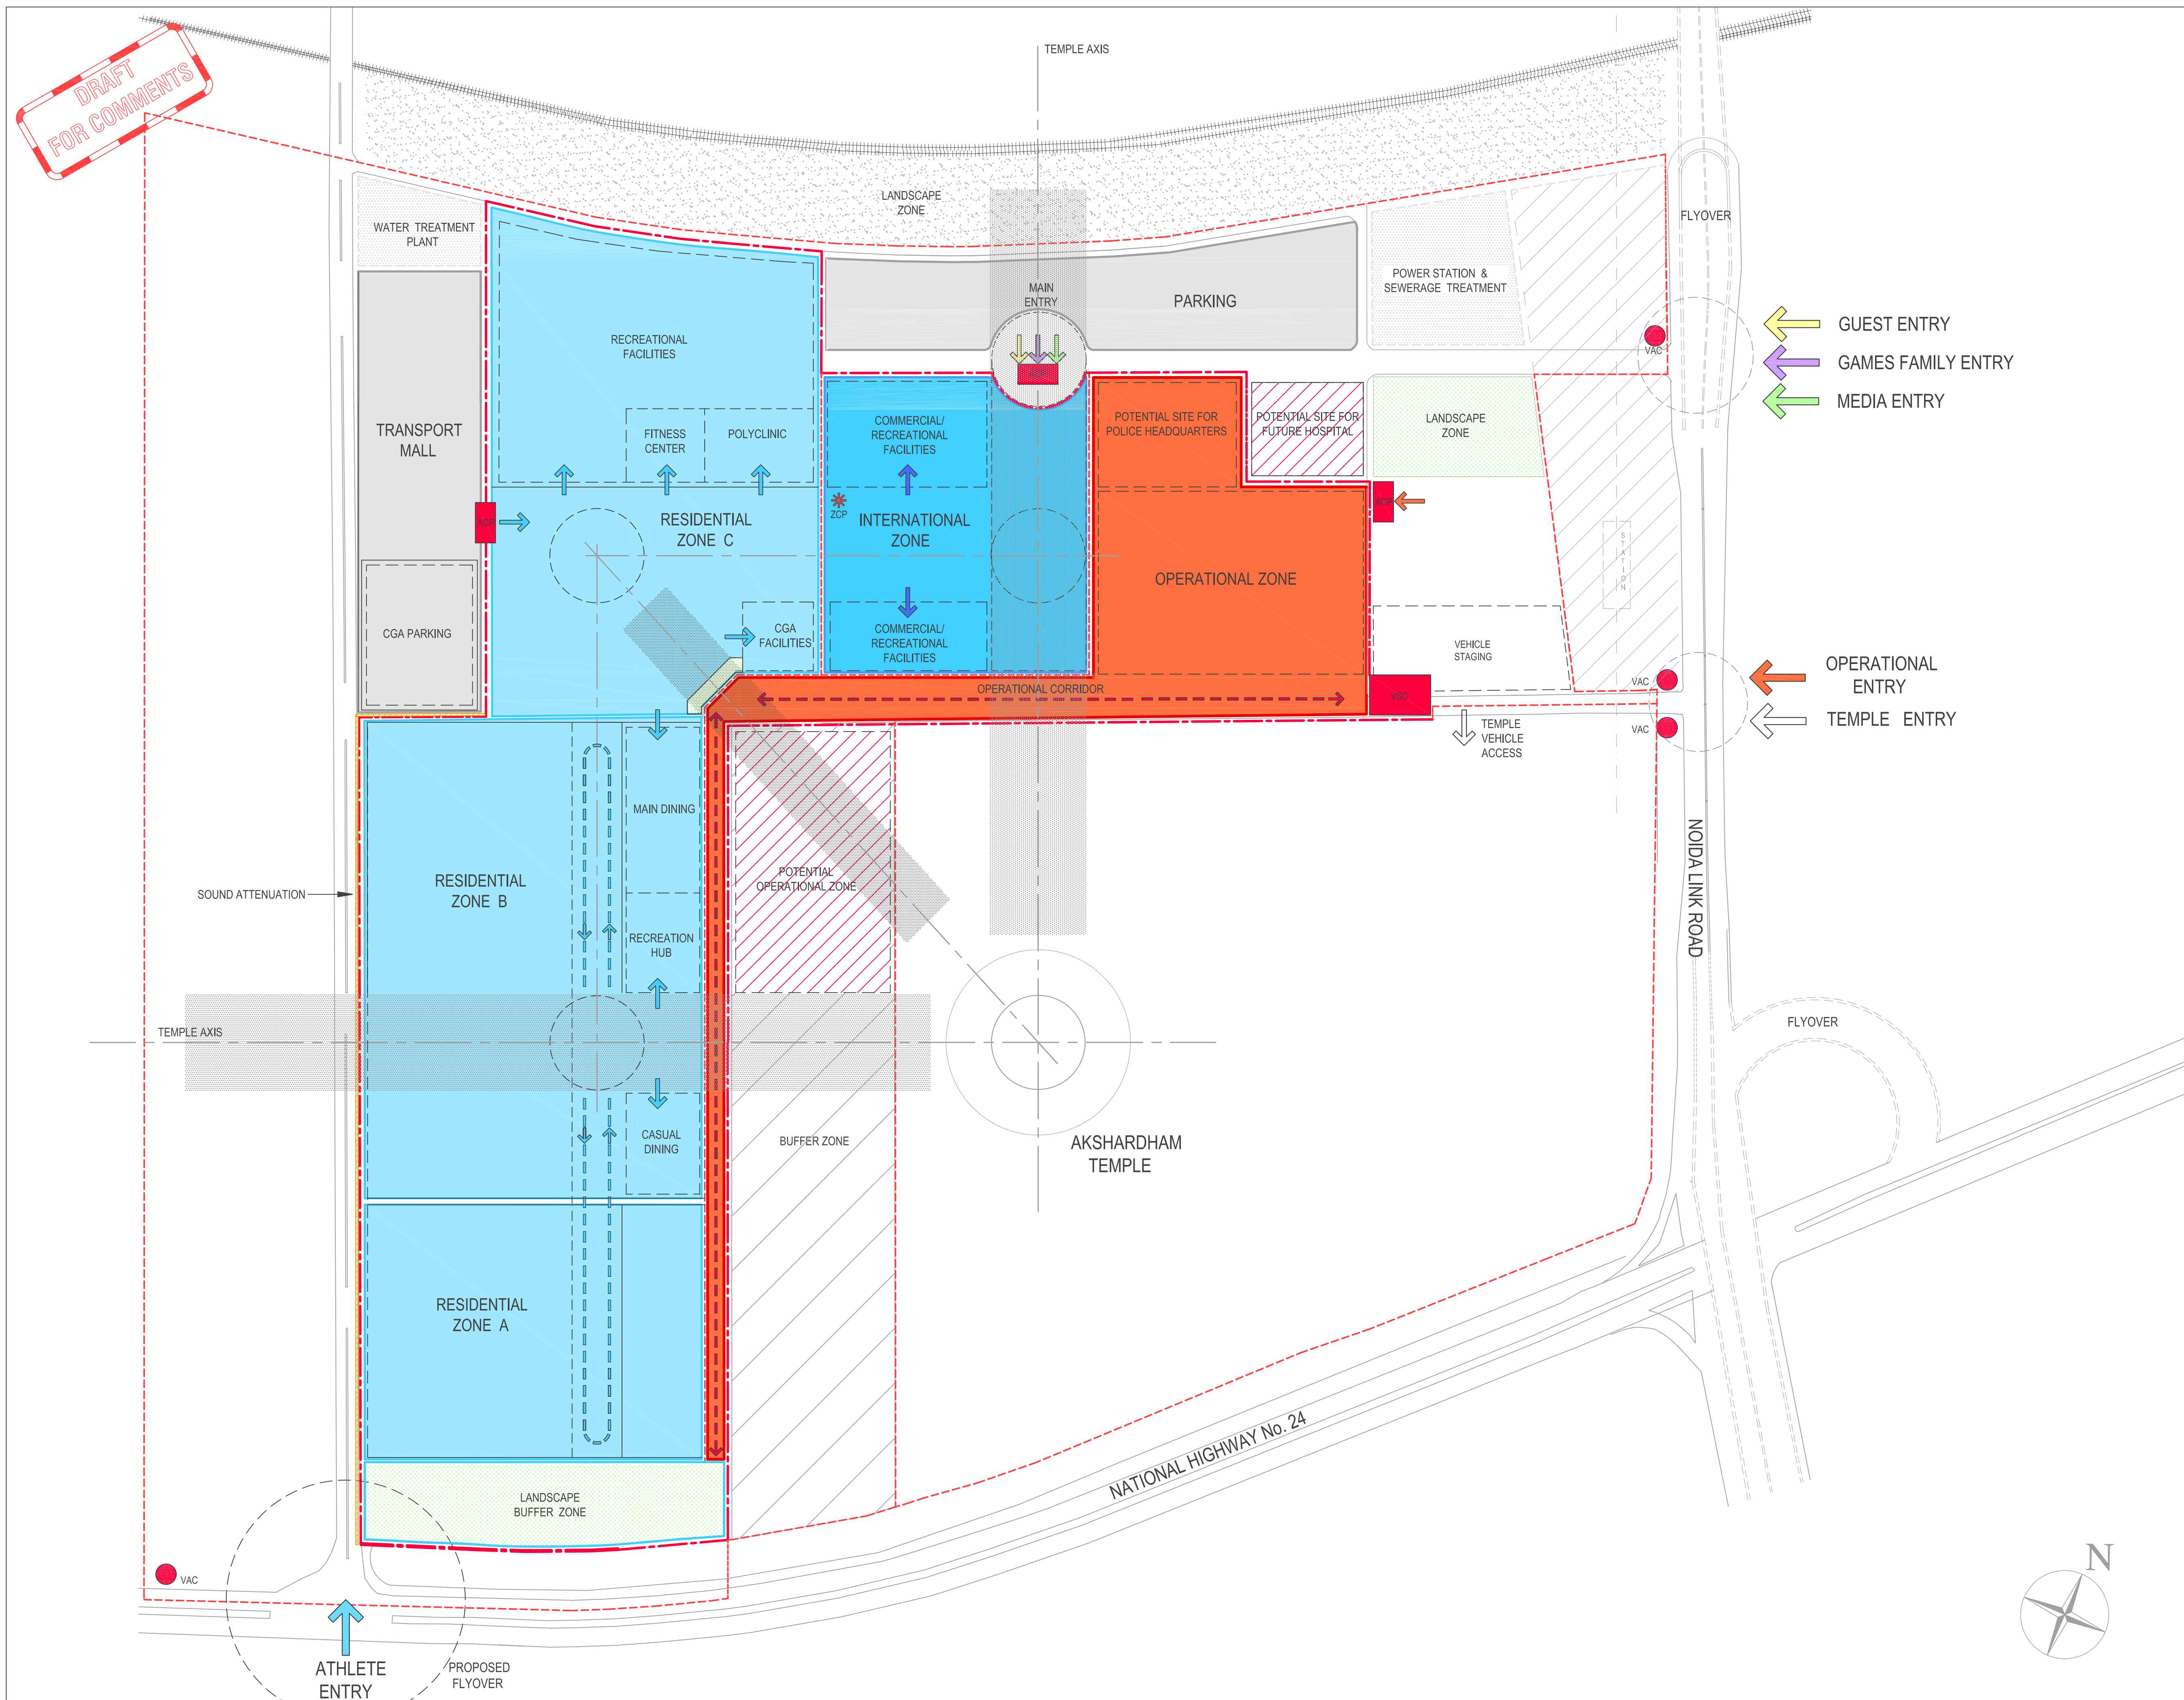 DRAFT
FOR COMMENTS
TEMPLE AXIS
LANDSCAPE
ZONE
WATER TREATMENT
PLANT
FLYOVER
POWER STATION &
SEWERAGE TREATMENT
MAIN
ENTRY
PARKING
GUEST ENTRY
GAMES FAMILY ENTRY
MEDIA ENTRY
VAC
RECREATIONAL
FACILITIES
ACP
TRANSPORT
MALL
FITNESS
CENTER
POLYCLINIC
COMMERCIAL/
RECREATIONAL
FACILITIES
POTENTIAL SITE FOR
POLICE HEADQUARTERS
POTENTIAL SITE FOR
FUTURE HOSPITAL
LANDSCAPE
ZONE
ACP
RESIDENTIAL
ZONE C
ZCP
INTERNATIONAL
ZONE
ACP
STATION
OPERATIONAL ZONE
CGA PARKING
CGA
FACILITIES
COMMERCIAL/
RECREATIONAL
FACILITIES
VEHICLE
STAGING
OPERATIONAL CORRIDOR
VSC
VAC
VAC
OPERATIONAL
ENTRY
TEMPLE ENTRY
TEMPLE
VEHICLE
ACCESS
MAIN DINING
SOUND ATTENUATION
RESIDENTIAL
ZONE B
POTENTIAL
OPERATIONAL ZONE
NOIDA LINK ROAD
RECREATION
HUB
TEMPLE AXIS
FLYOVER
CASUAL
DINING
BUFFER ZONE
AKSHARDHAM
TEMPLE
RESIDENTIAL
ZONE A
NATIONAL HIGHWAY No. 24
LANDSCAPE
BUFFER ZONE
VAC
N
ATHLETE
ENTRY
PROPOSED
FLYOVER